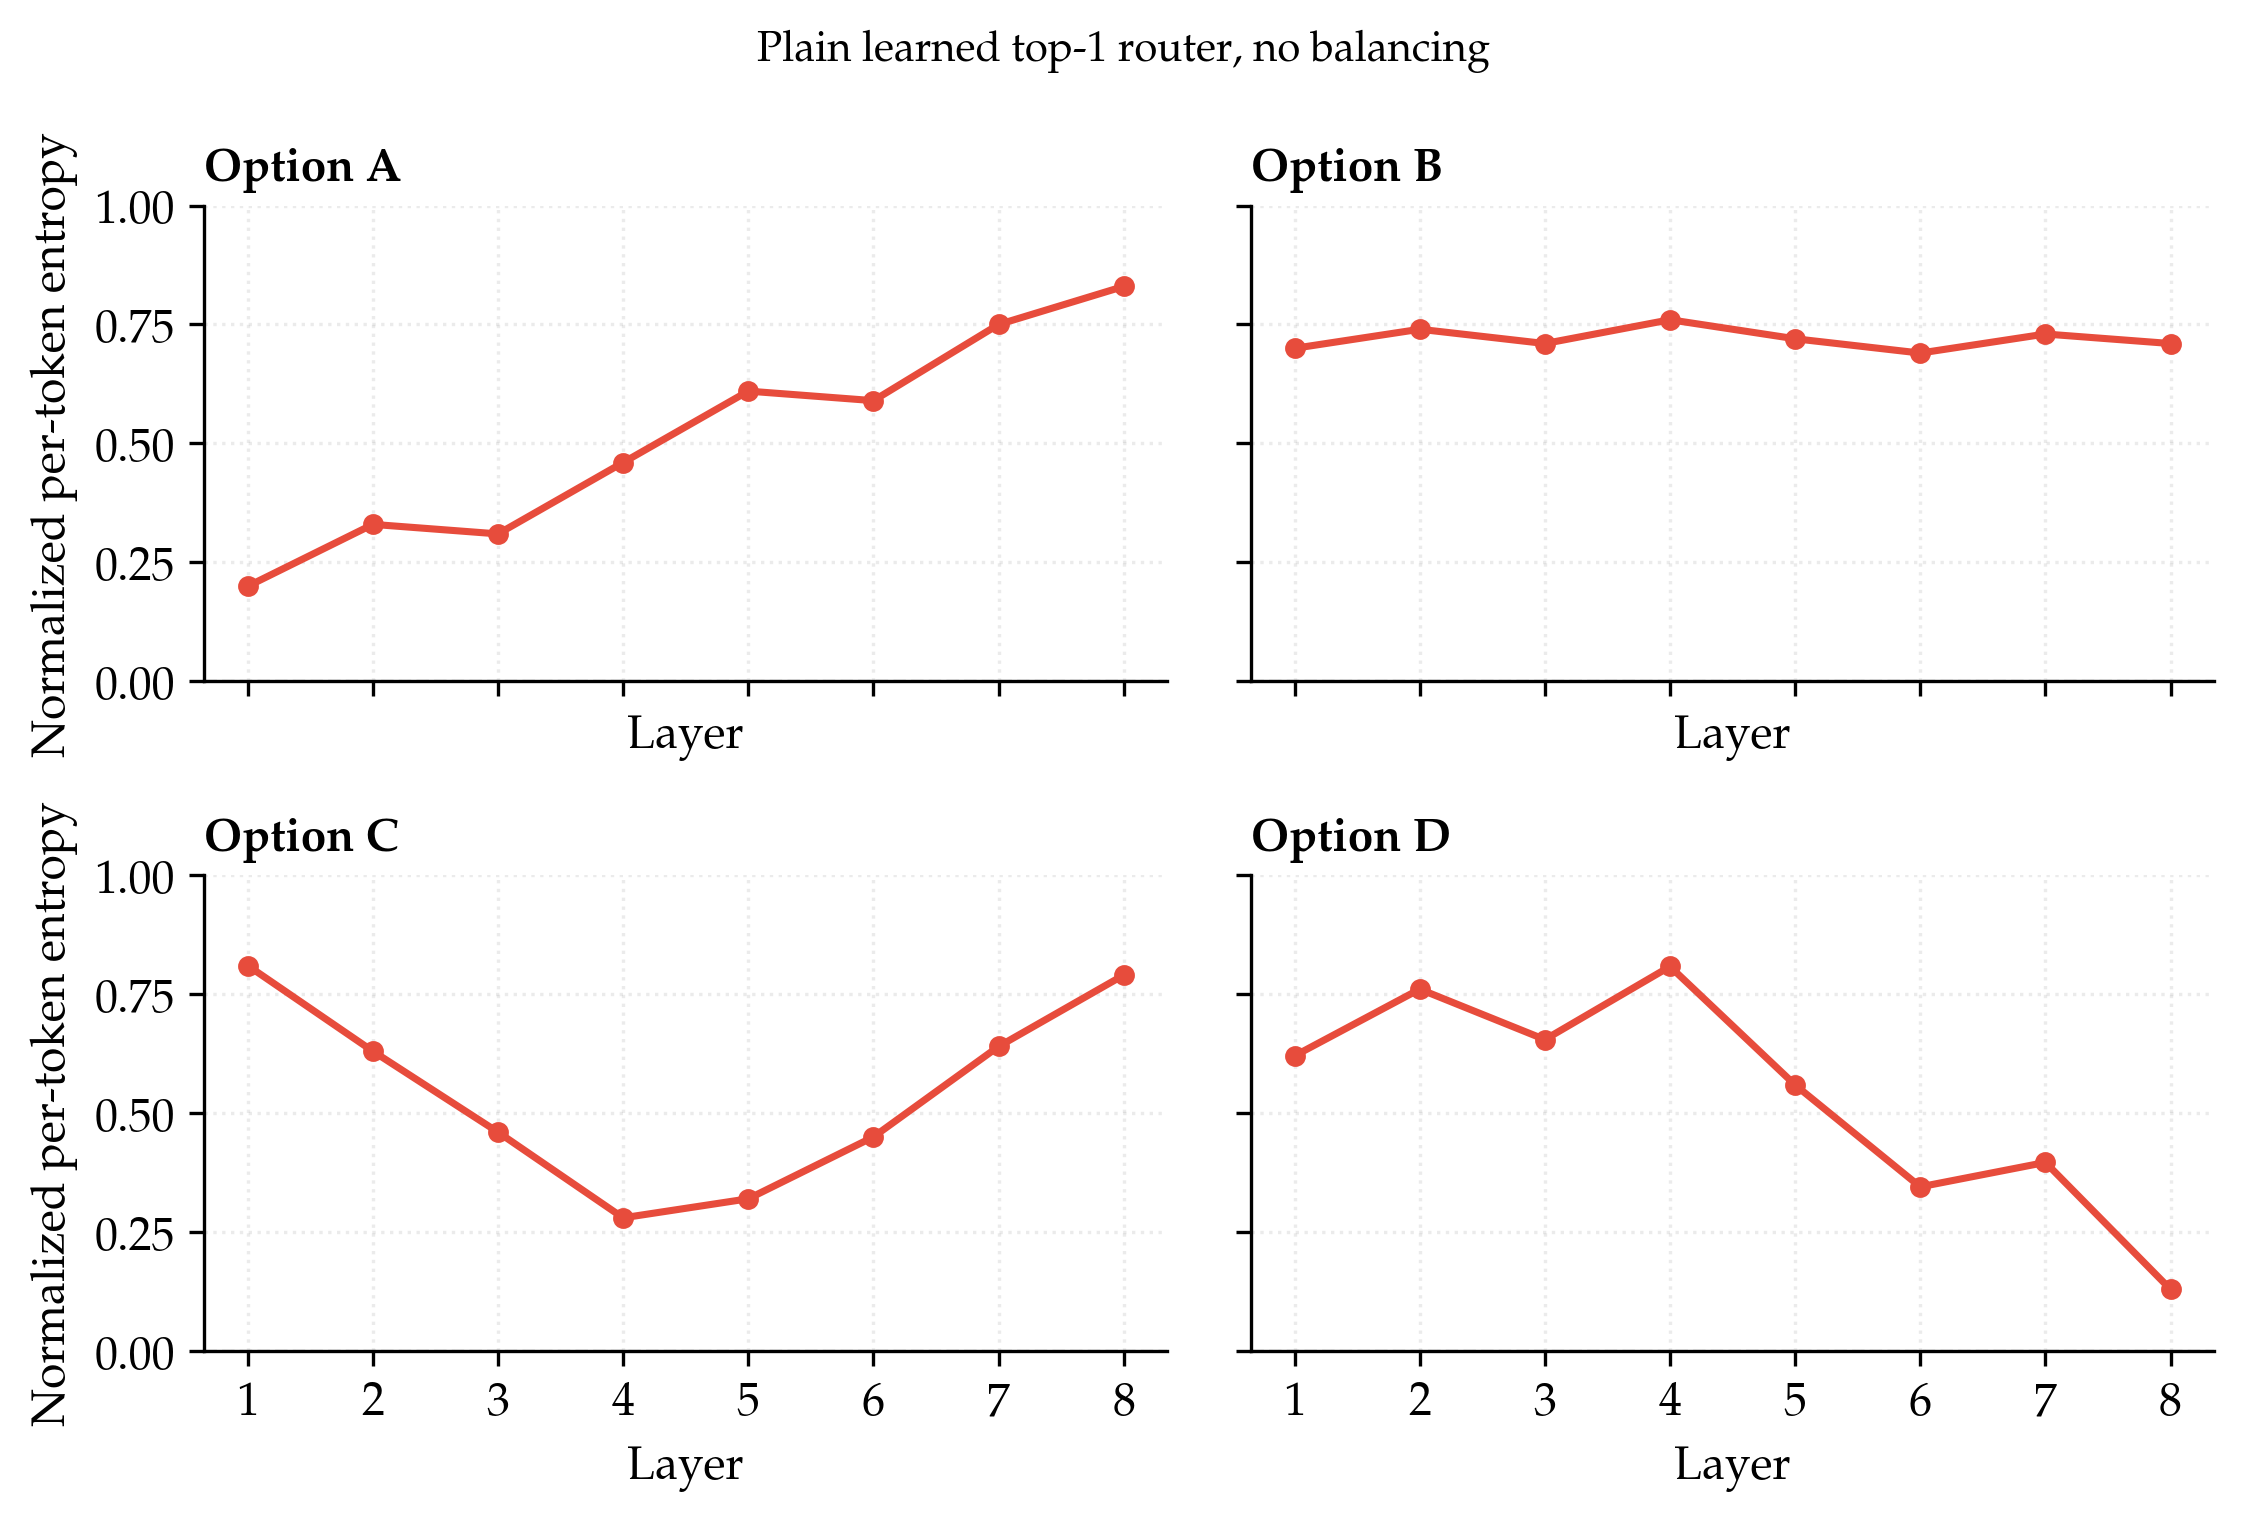 Plain learned top-1 router, no balancing
Option A
Normalized per-token entropy
1.00
0.75
0.50
0.25
0.00
Layer
Option B
Layer
Option C
Normalized per-token entropy
1.00
0.75
0.50
0.25
0.00
1 2 3 4 5 6 7 8
Layer
Option D
1 2 3 4 5 6 7 8
Layer